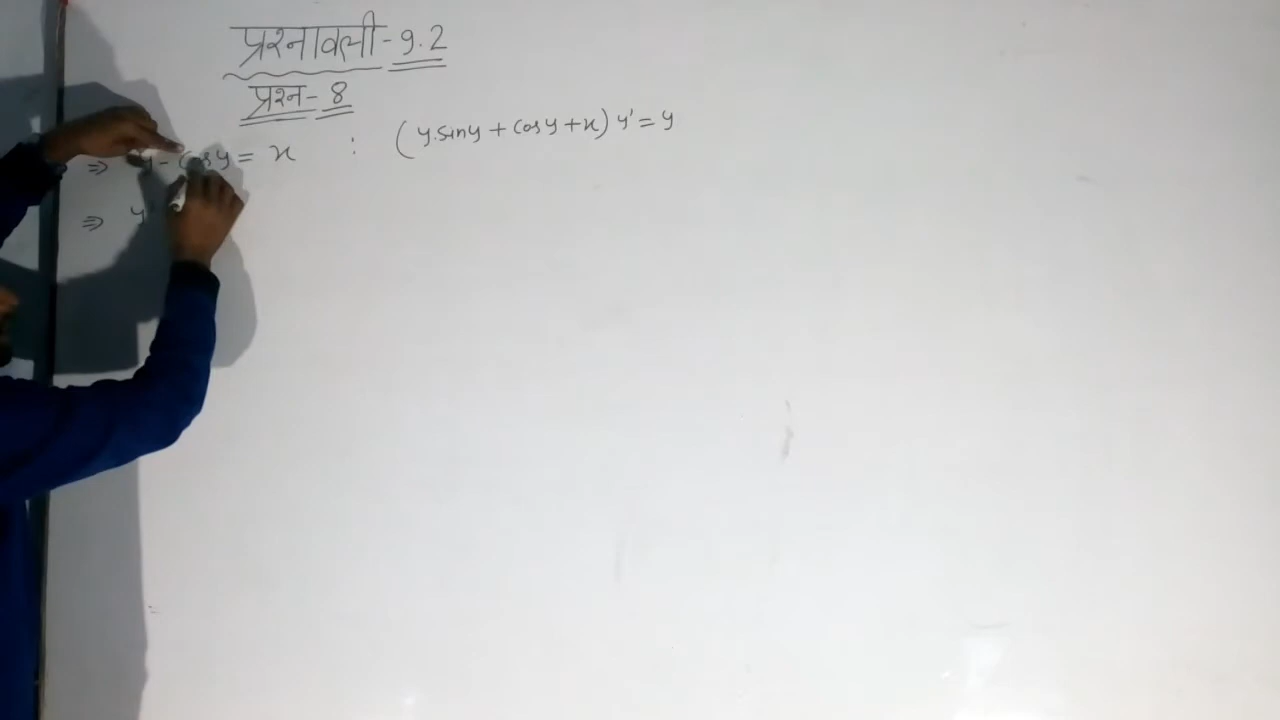 प्रश्नावली - 9.2
प्रश्न - 8
⇒ y - cosy = x : (y.siny + cosy + x) y' = y
⇒ y